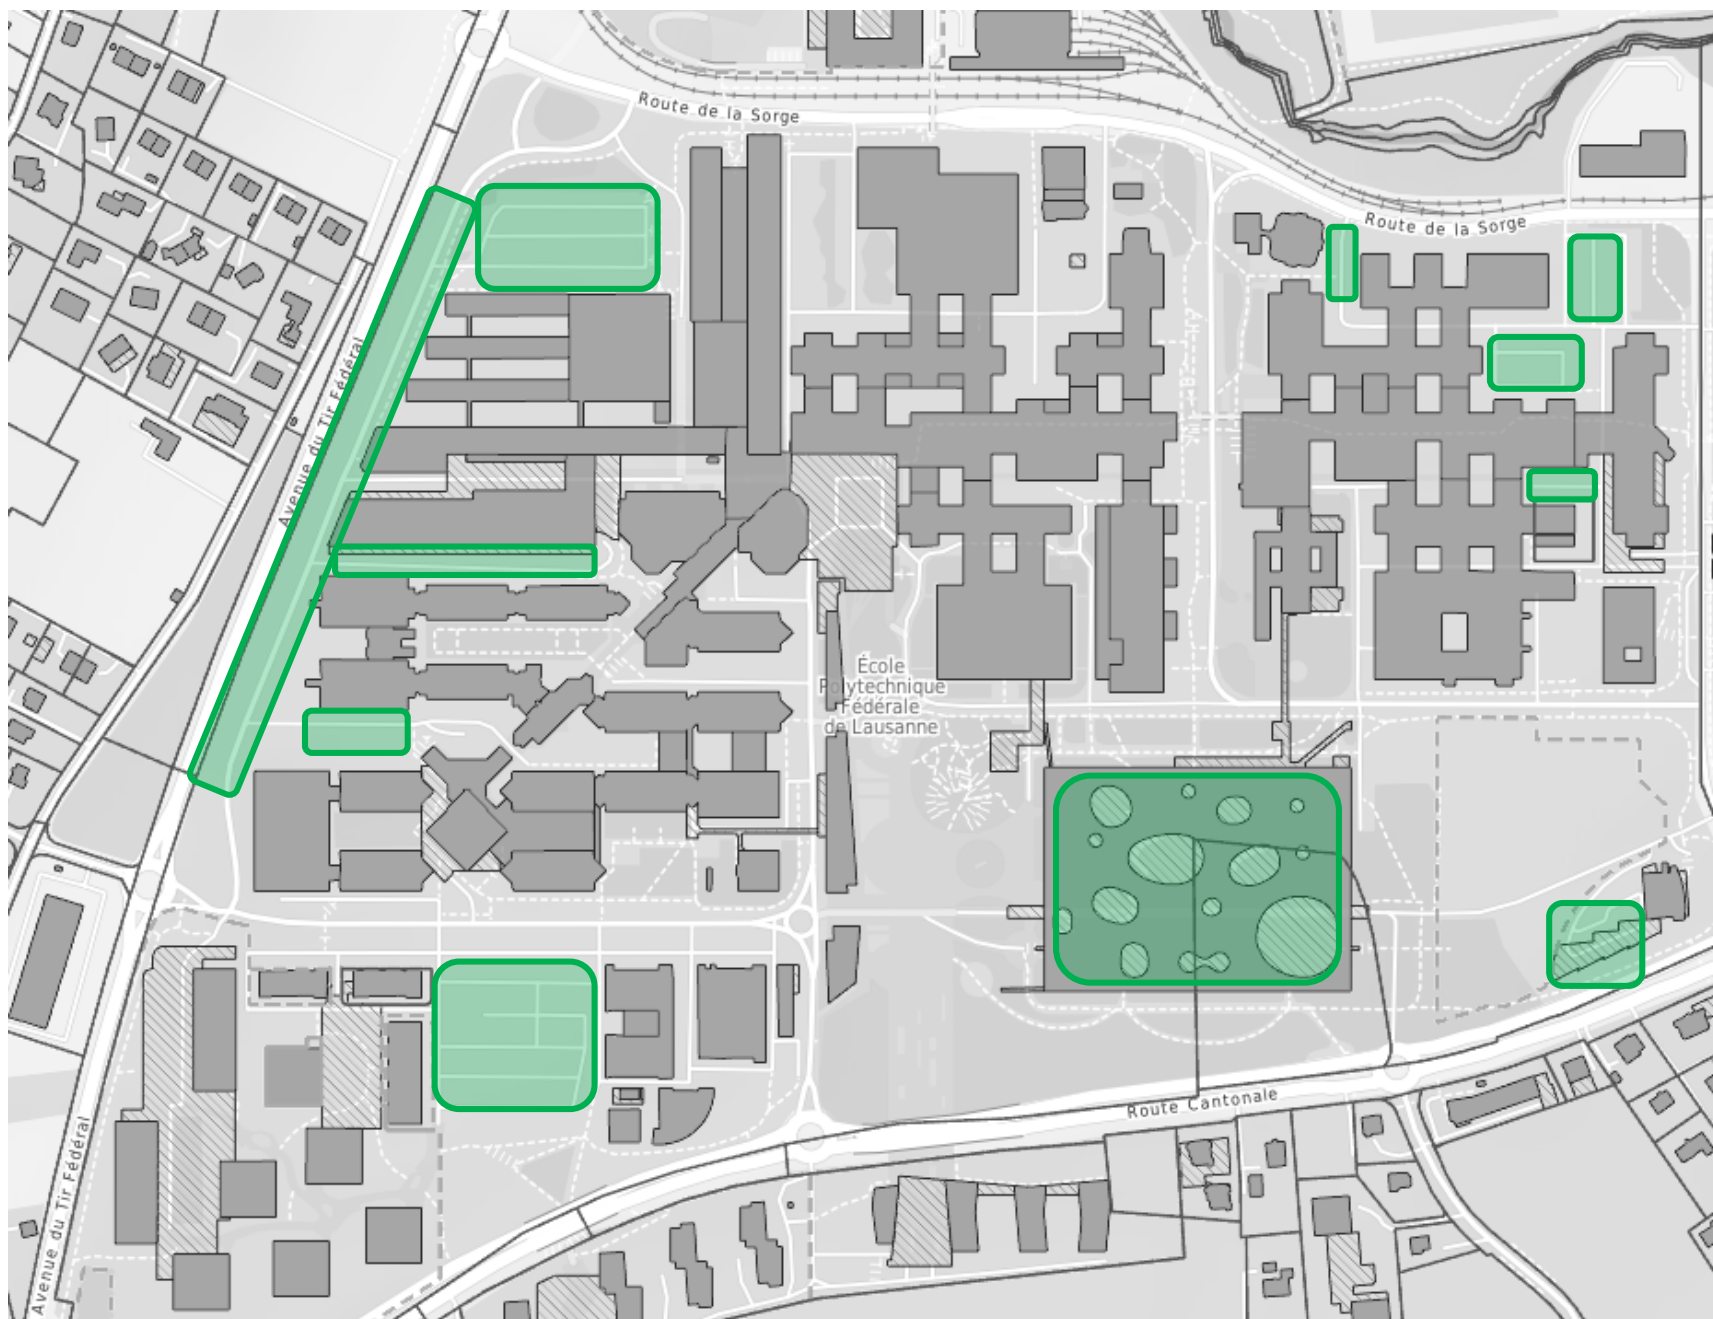 Route de la Sorge
Route de la Sorge
Avenue du Tir Fédéral
École
Polytechnique
Fédérale
de Lausanne
Route Cantonale
Avenue du Tir Fédéral